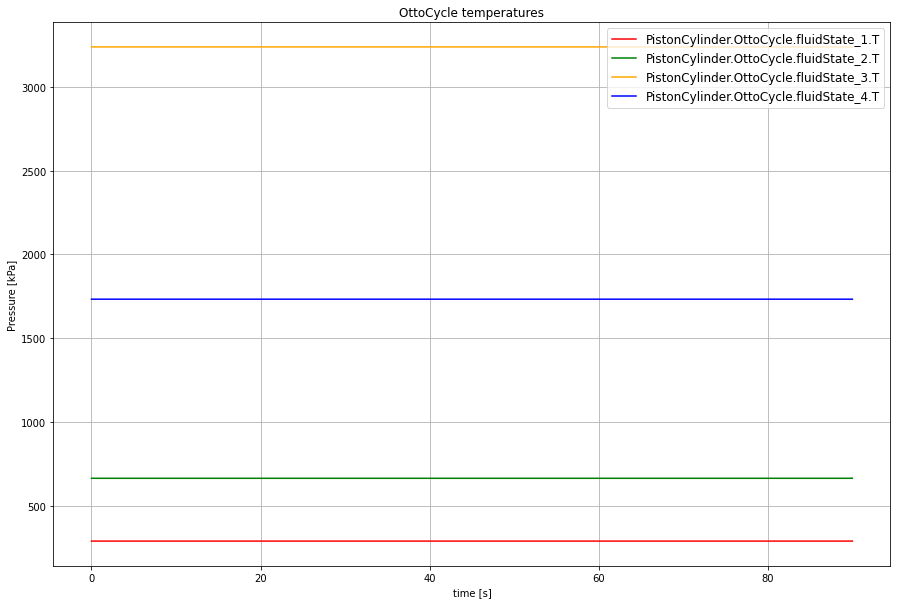 OttoCycle temperatures
PistonCylinder.OttoCycle.fluidState_1.T
PistonCylinder.OttoCycle.fluidState_2.T
PistonCylinder.OttoCycle.fluidState_3.T
PistonCylinder.OttoCycle.fluidState_4.T
Pressure [kPa]
3000
2500
2000
1500
1000
500
0 20 40 60 80
time [s]